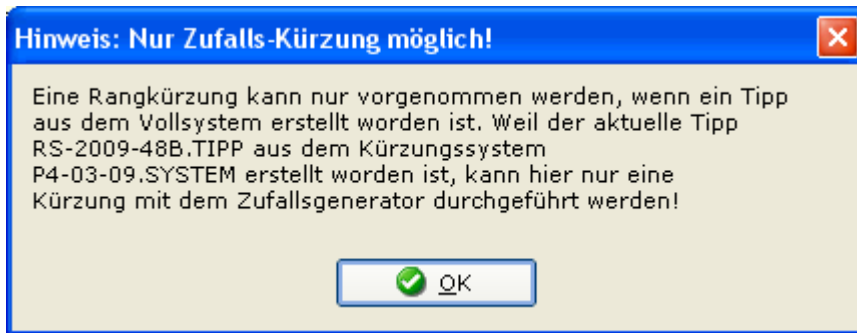 Hinweis: Nur Zufalls-Kürzung möglich!
Eine Rangkürzung kann nur vorgenommen werden, wenn ein Tipp
aus dem Vollsystem erstellt worden ist. Weil der aktuelle Tipp
RS-2009-48B.TIPP aus dem Kürzungssystem
P4-03-09.SYSTEM erstellt worden ist, kann hier nur eine
Kürzung mit dem Zufallsgenerator durchgeführt werden!
OK